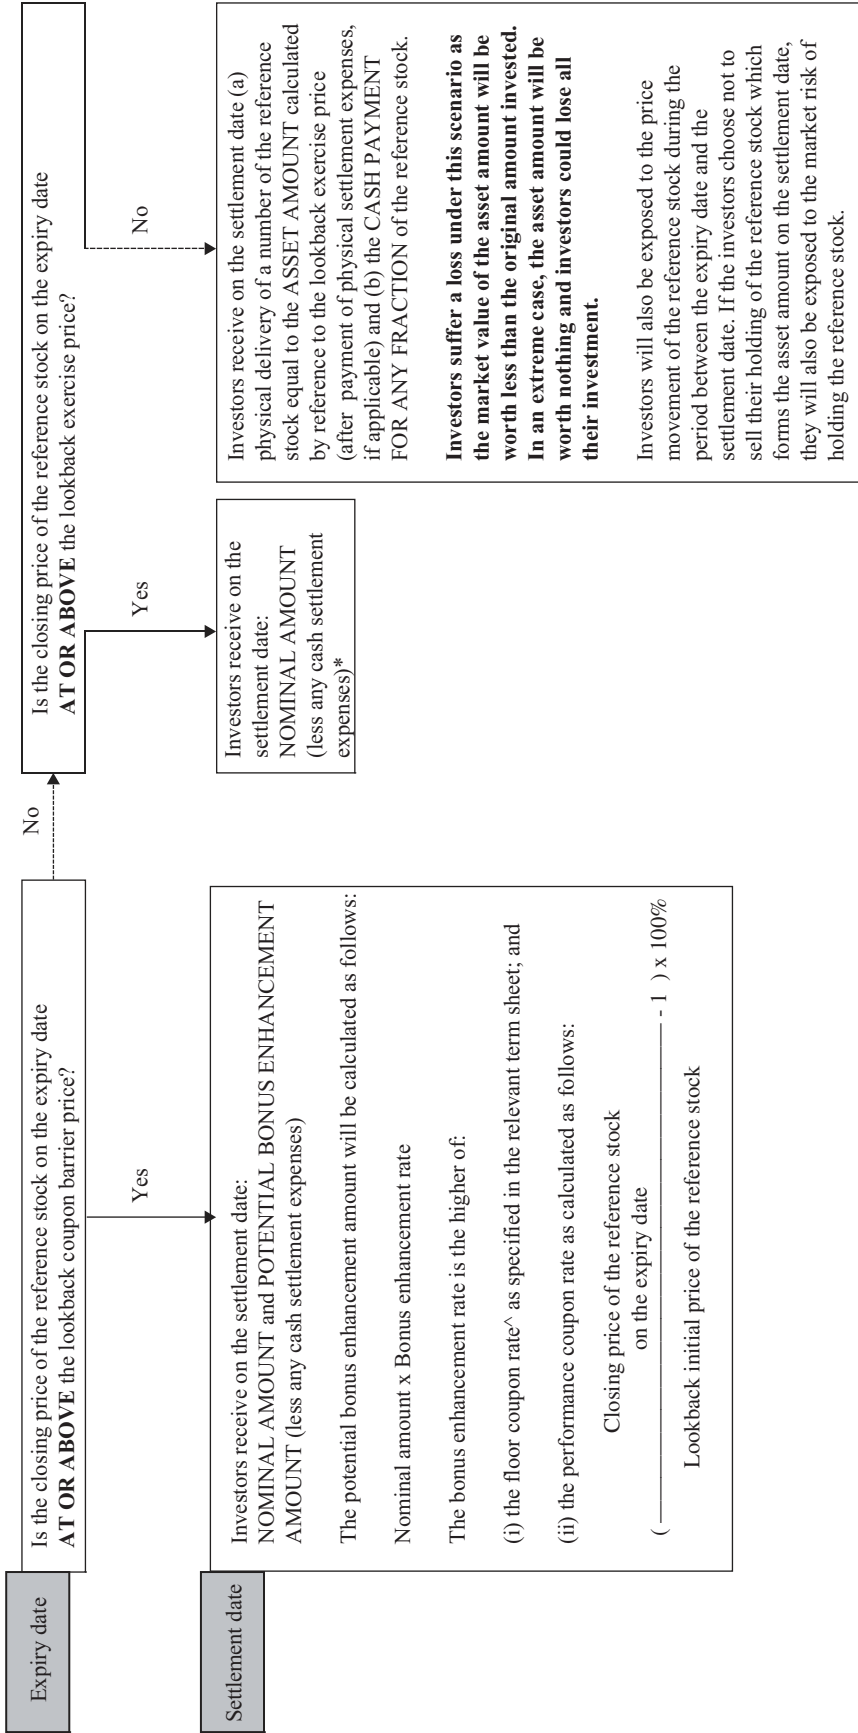 Expiry date
Is the closing price of the reference stock on the expiry date
AT OR ABOVE the lookback coupon barrier price?
No
Is the closing price of the reference stock on the expiry date
AT OR ABOVE the lookback exercise price?
Yes
Yes
No
Settlement date
Investors receive on the settlement date:
NOMINAL AMOUNT and POTENTIAL BONUS ENHANCEMENT
AMOUNT (less any cash settlement expenses)
The potential bonus enhancement amount will be calculated as follows:
Nominal amount x Bonus enhancement rate
The bonus enhancement rate is the higher of:
(i) the floor coupon rate^ as specified in the relevant term sheet; and
(ii) the performance coupon rate as calculated as follows:
Closing price of the reference stock
on the expiry date
( - 1 ) x 100%
Lookback initial price of the reference stock
Investors receive on the
settlement date:
NOMINAL AMOUNT
(less any cash settlement
expenses)*
Investors receive on the settlement date (a)
physical delivery of a number of the reference
stock equal to the ASSET AMOUNT calculated
by reference to the lookback exercise price
(after payment of physical settlement expenses,
if applicable) and (b) the CASH PAYMENT
FOR ANY FRACTION of the reference stock.
Investors suffer a loss under this scenario as
the market value of the asset amount will be
worth less than the original amount invested.
In an extreme case, the asset amount will be
worth nothing and investors could lose all
their investment.
Investors will also be exposed to the price
movement of the reference stock during the
period between the expiry date and the
settlement date. If the investors choose not to
sell their holding of the reference stock which
forms the asset amount on the settlement date,
they will also be exposed to the market risk of
holding the reference stock.